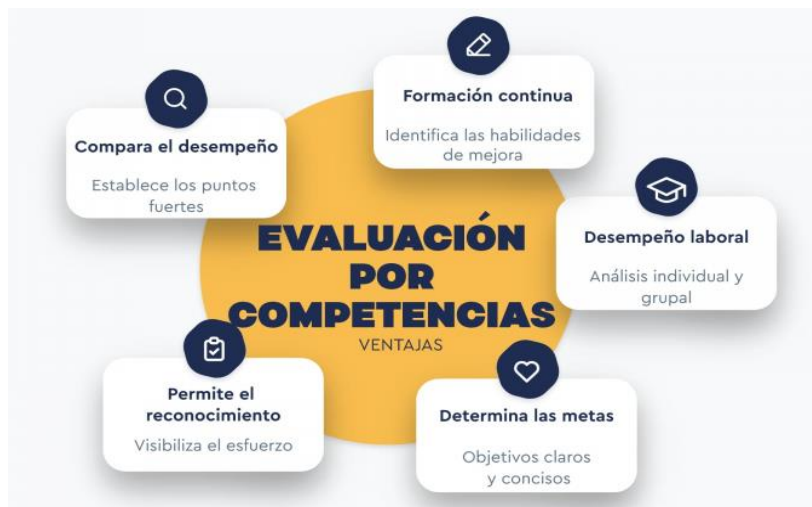 Formación continua
Identifica las habilidades
de mejora
Compara el desempeño
Establece los puntos
fuertes
Desempeño laboral
Análisis individual y
grupal
EVALUACIÓN
POR
COMPETENCIAS
VENTAJAS
Permite el
reconocimiento
Visibiliza el esfuerzo
Determina las metas
Objetivos claros
y concisos